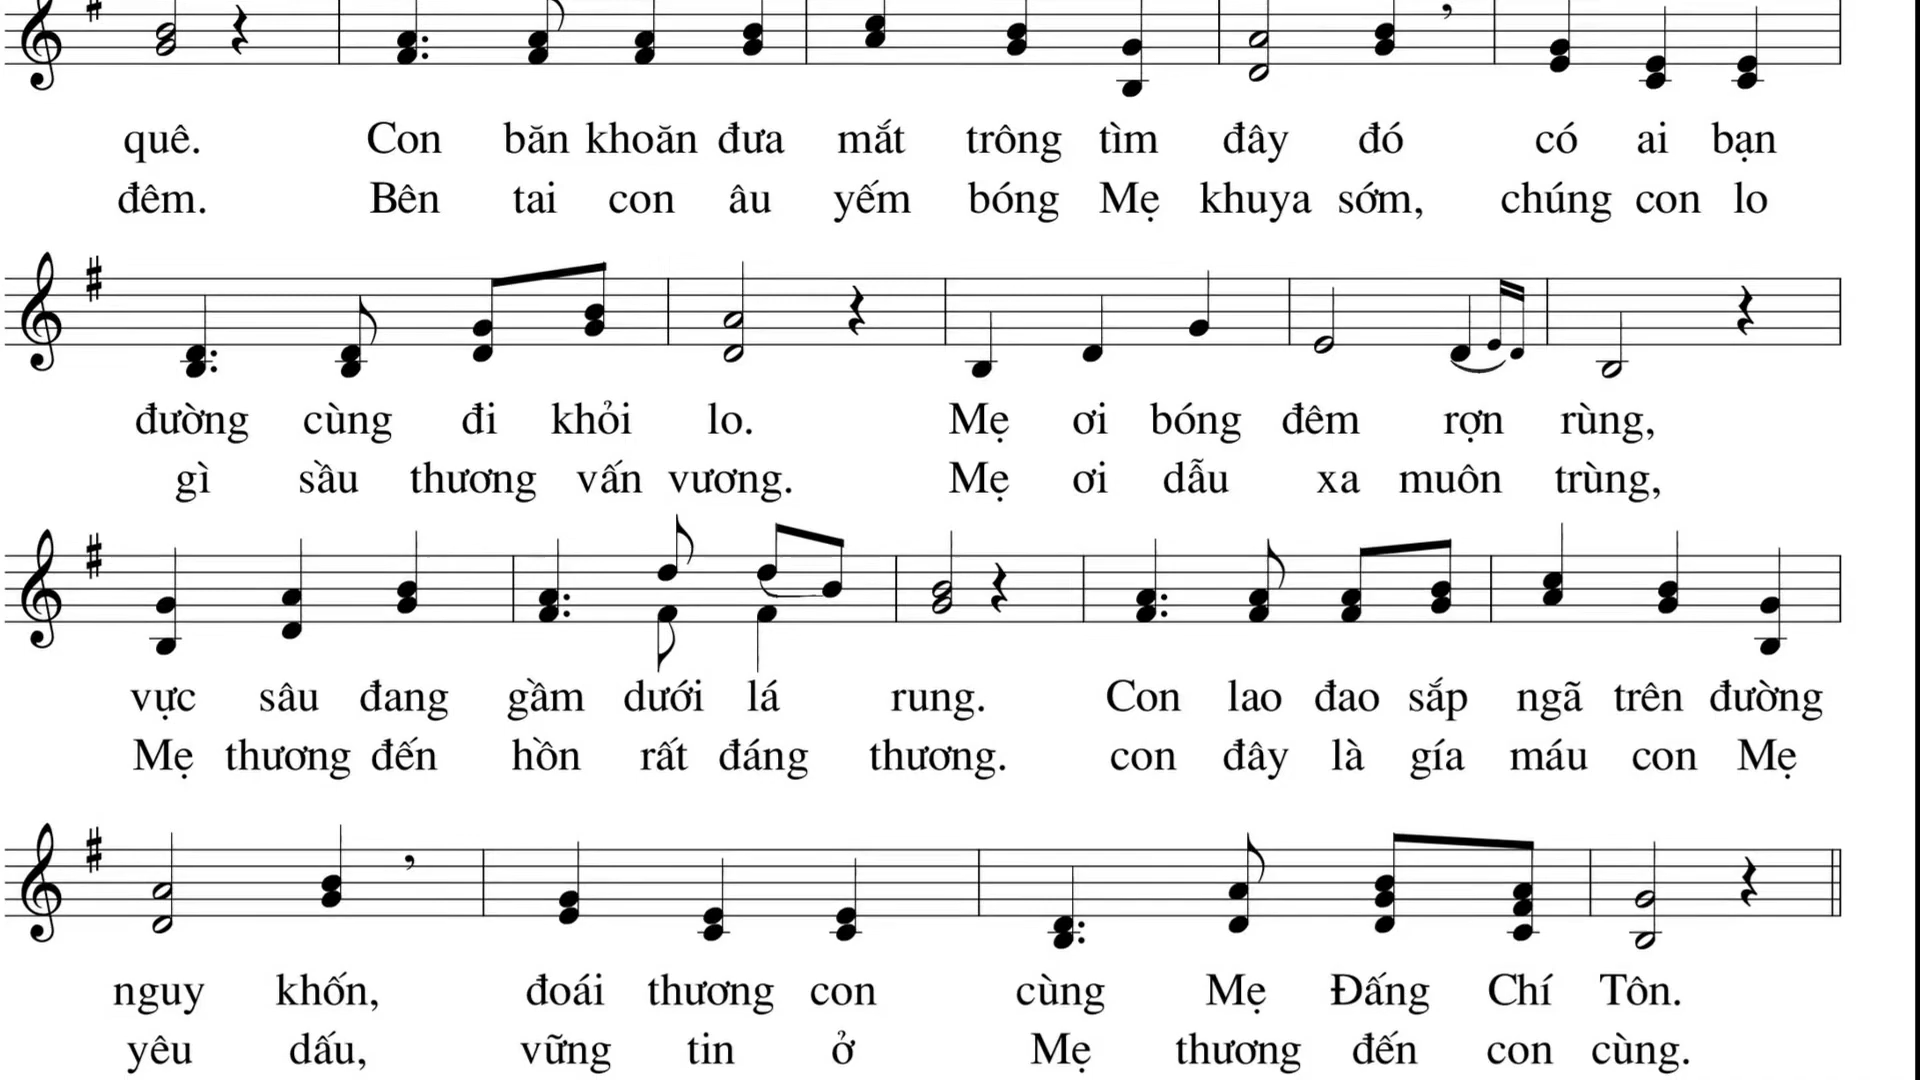 quê. Con băn khoăn đưa mắt trông tìm đây đó có ai bạn
đêm. Bên tai con âu yếm bóng Mẹ khuya sớm, chúng con lo
đường cùng đi khỏi lo. Mẹ ơi bóng đêm rợn rùng,
gì sầu thương vấn vương. Mẹ ơi dẫu xa muôn trùng,
vực sâu đang gầm dưới lá rung. Con lao đao sắp ngã trên đường
Mẹ thương đến hồn rất đáng thương. con đây là gía máu con Mẹ
nguy khốn, đoái thương con cùng Mẹ Đấng Chí Tôn.
yêu dấu, vững tin ở Mẹ thương đến con cùng.